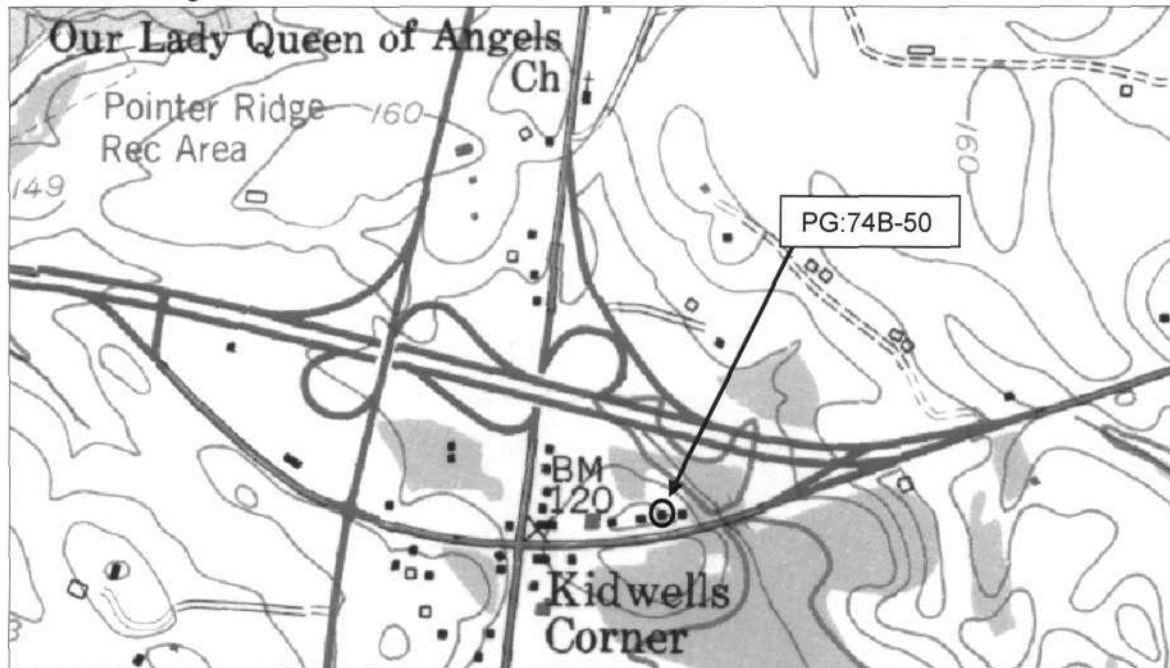 Our Lady Queen of Angels
Ch
Pointer Ridge
Rec Area
160
149
160
PG:74B-50
BM
120
Kidwells
Corner